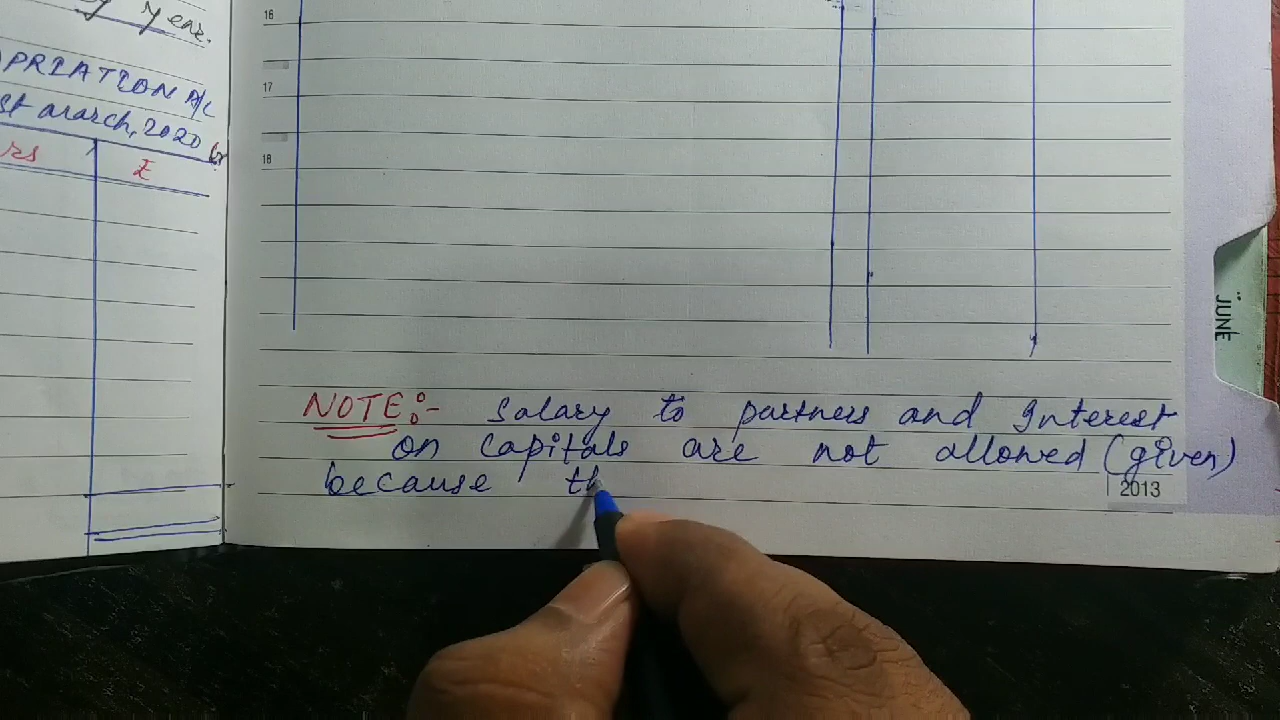 year.
PRIATION A/C
st March, 2020
rs ₹
16
17
18
JUNE
NOTE:- Salary to partners and Interest
on capitals are not allowed (given)
because th
2013